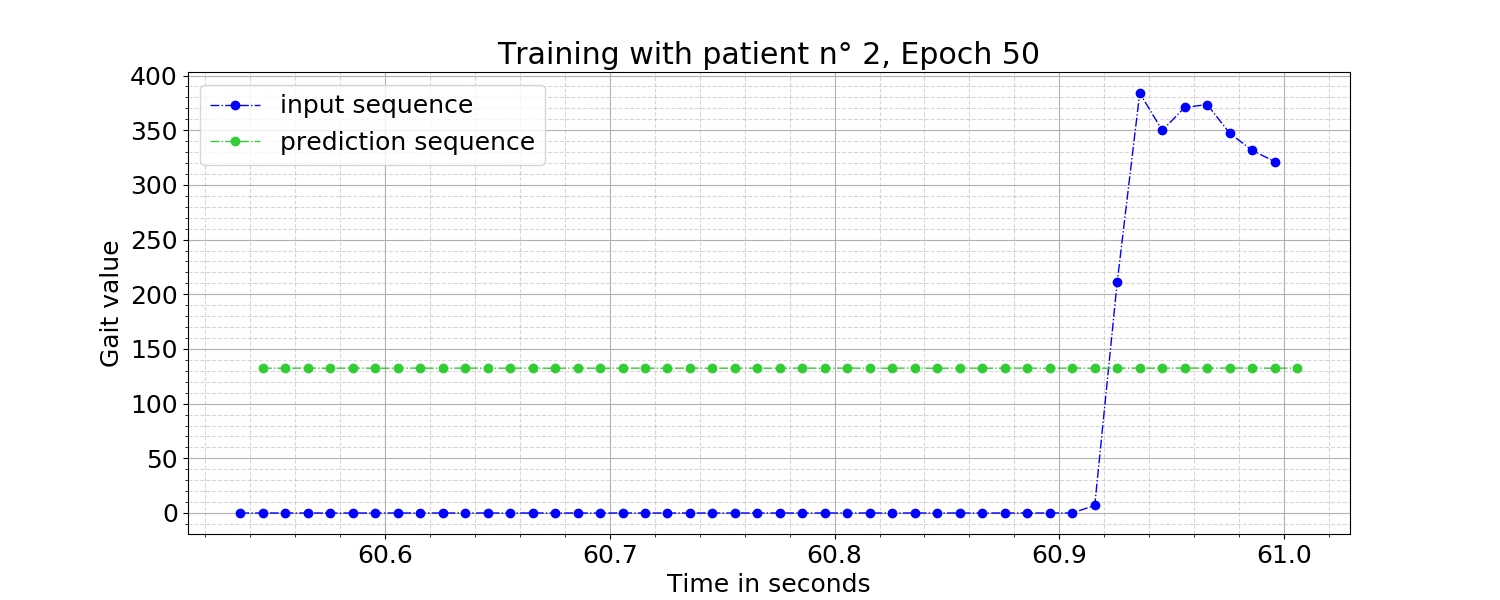 Training with patient n° 2, Epoch 50
400
350
300
250
200
150
100
50
0
Gait value
input sequence
prediction sequence
60.6 60.7 60.8 60.9 61.0
Time in seconds